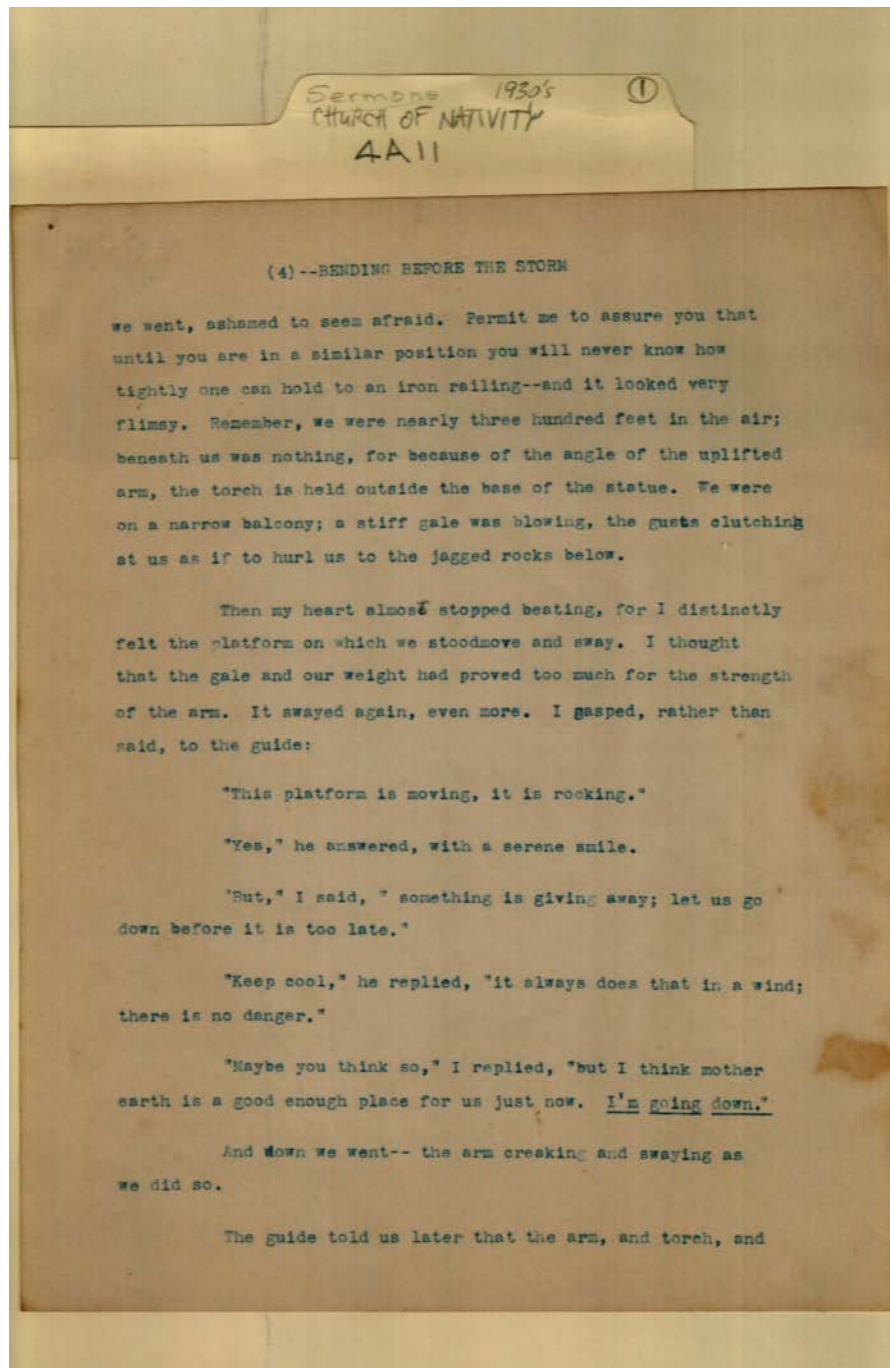 Sermons 1930's ①
CHURCH OF NATIVITY
4A11
(4)--BENDING BEFORE THE STORM
we went, ashamed to seem afraid. Permit me to assure you that
until you are in a similar position you will never know how
tightly one can hold to an iron railing--and it looked very
flimsy. Remember, we were nearly three hundred feet in the air;
beneath us was nothing, for because of the angle of the uplifted
arm, the torch is held outside the base of the statue. We were
on a narrow balcony; a stiff gale was blowing, the gusts clutching
at us as if to hurl us to the jagged rocks below.
Then my heart almost stopped beating, for I distinctly
felt the platform on which we stoodmove and sway. I thought
that the gale and our weight had proved too much for the strength
of the arm. It swayed again, even more. I gasped, rather than
said, to the guide:
"This platform is moving, it is rocking."
"Yes," he answered, with a serene smile.
"But," I said, " something is giving away; let us go
down before it is too late."
"Keep cool," he replied, "it always does that in a wind;
there is no danger."
"Maybe you think so," I replied, "but I think mother
earth is a good enough place for us just now. I'm going down."
And down we went-- the arm creaking and swaying as
we did so.
The guide told us later that the arm, and torch, and